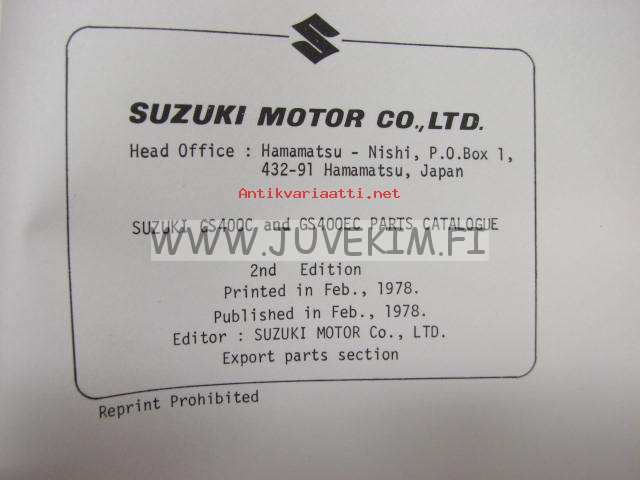 SUZUKI MOTOR CO.,LTD.
Head Office : Hamamatsu - Nishi, P.O.Box 1,
432-91 Hamamatsu, Japan
Antikvariaatti.net
SUZUKI GS400C and GS400EC PARTS CATALOGUE
WWW.JUVEKIM.FI
2nd Edition
Printed in Feb., 1978.
Published in Feb., 1978.
Editor : SUZUKI MOTOR Co., LTD.
Export parts section
Reprint Prohibited